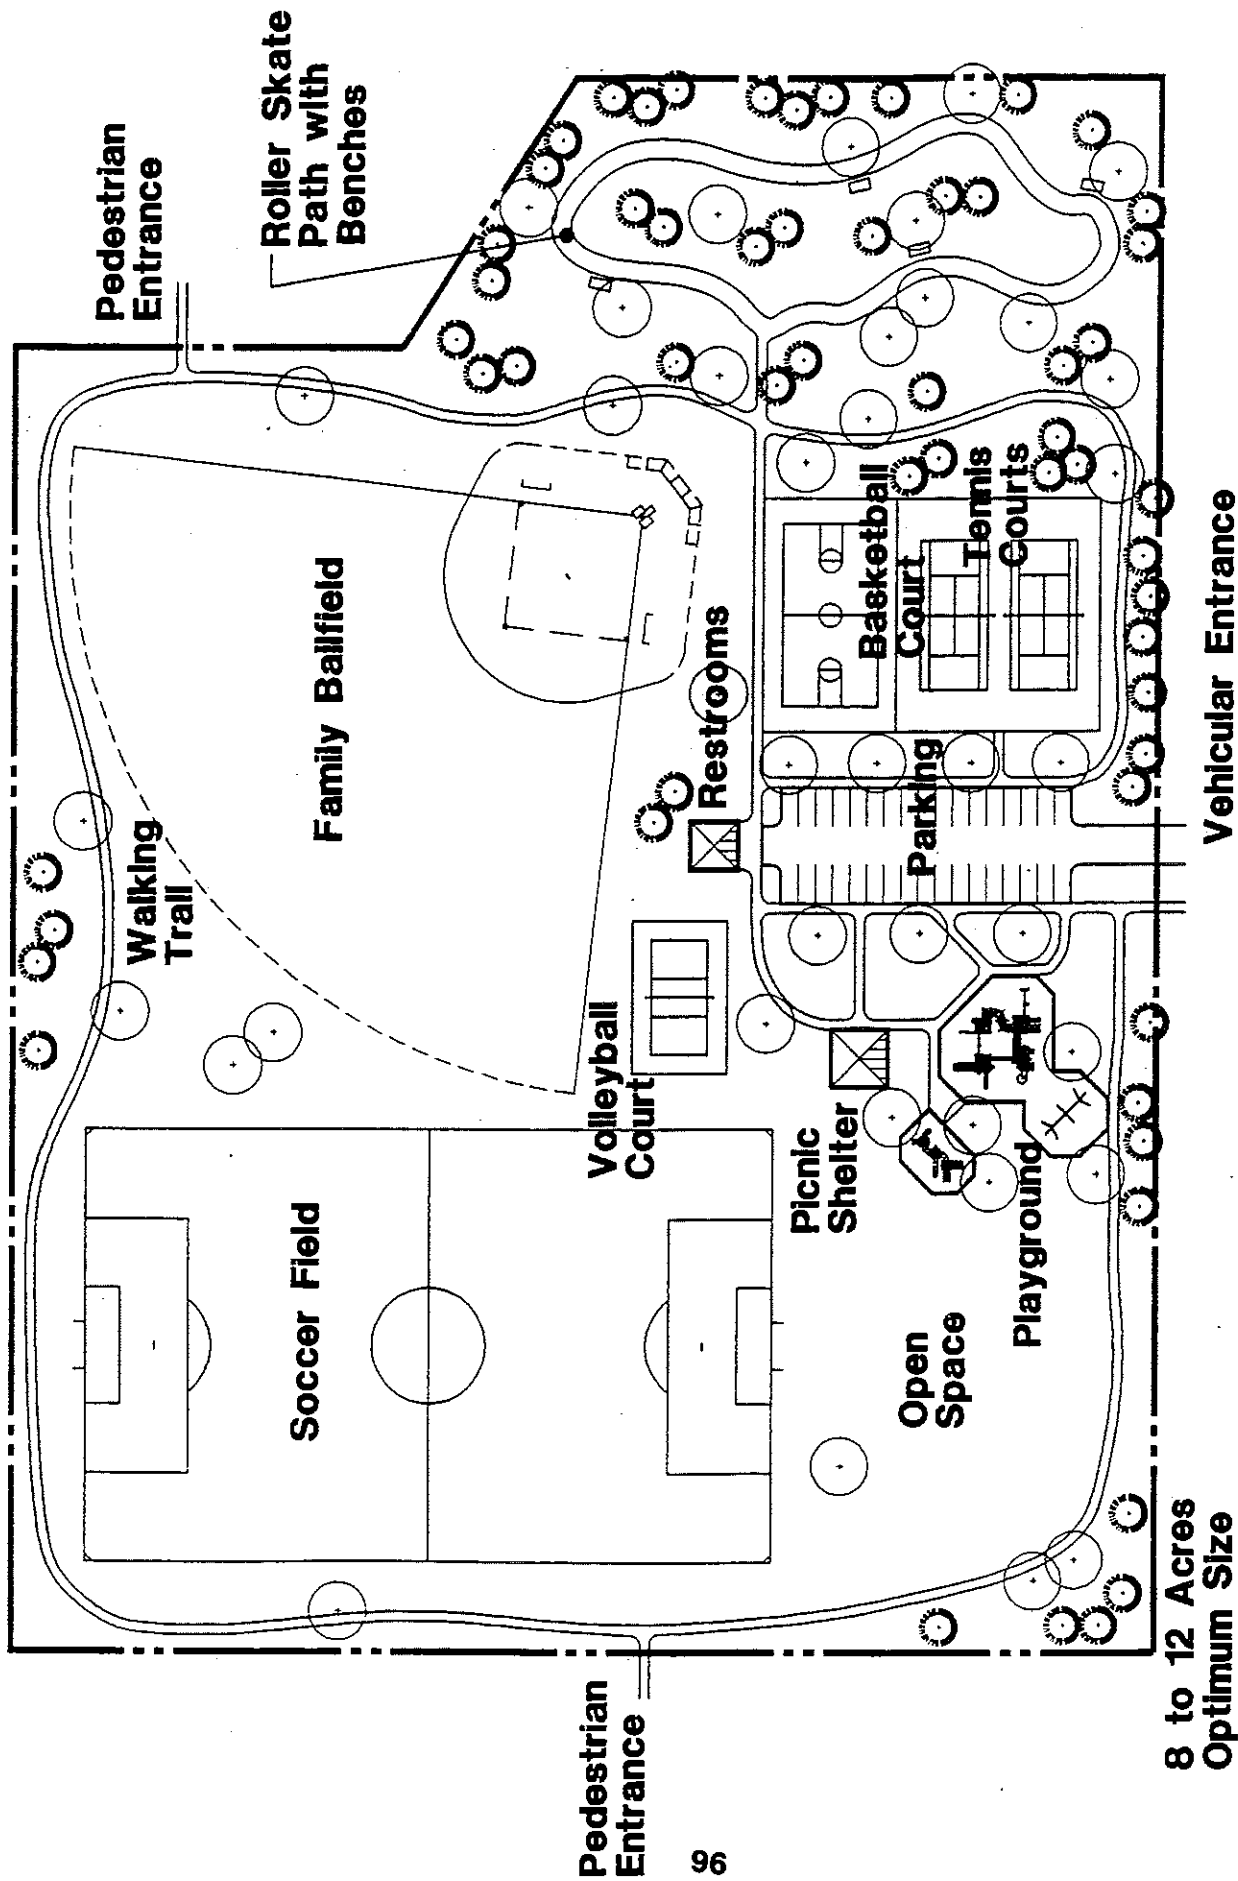 Pedestrian
Entrance
Roller Skate
Path with
Benches
Walking
Trail
Family Ballfield
Soccer Field
Volleyball
Court
Restrooms
Basketball
Court
Tennis
Courts
Parking
Picnic
Shelter
Playground
Open
Space
Pedestrian
Entrance
Vehicular Entrance
8 to 12 Acres
Optimum Size
96